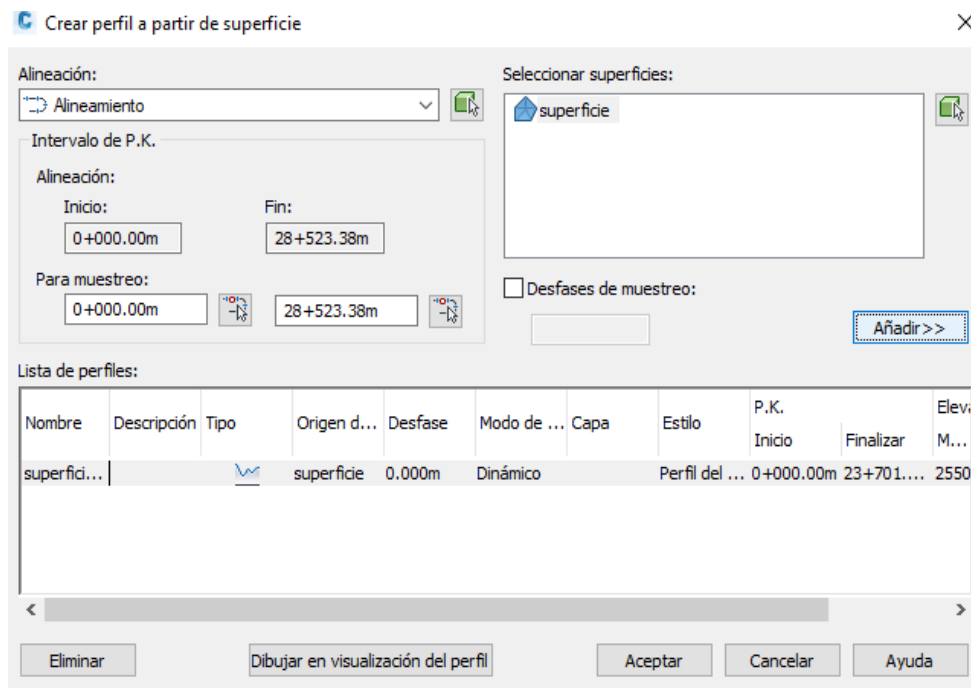 Crear perfil a partir de superficie
Alineación:
Alineamiento
Seleccionar superficies:
superficie
Intervalo de P.K.
Alineación:
Inicio:
Fin:
0+000.00m
28+523.38m
Para muestreo:
0+000.00m
28+523.38m
Desfases de muestreo:
Añadir>>
Lista de perfiles:
Nombre Descripción Tipo Origen d... Desfase Modo de ... Capa Estilo P.K. Eleva
Inicio Finalizar M...
superfici... superficie 0.000m Dinámico Perfil del ... 0+000.00m 23+701.... 2550
Eliminar Dibujar en visualización del perfil Aceptar Cancelar Ayuda